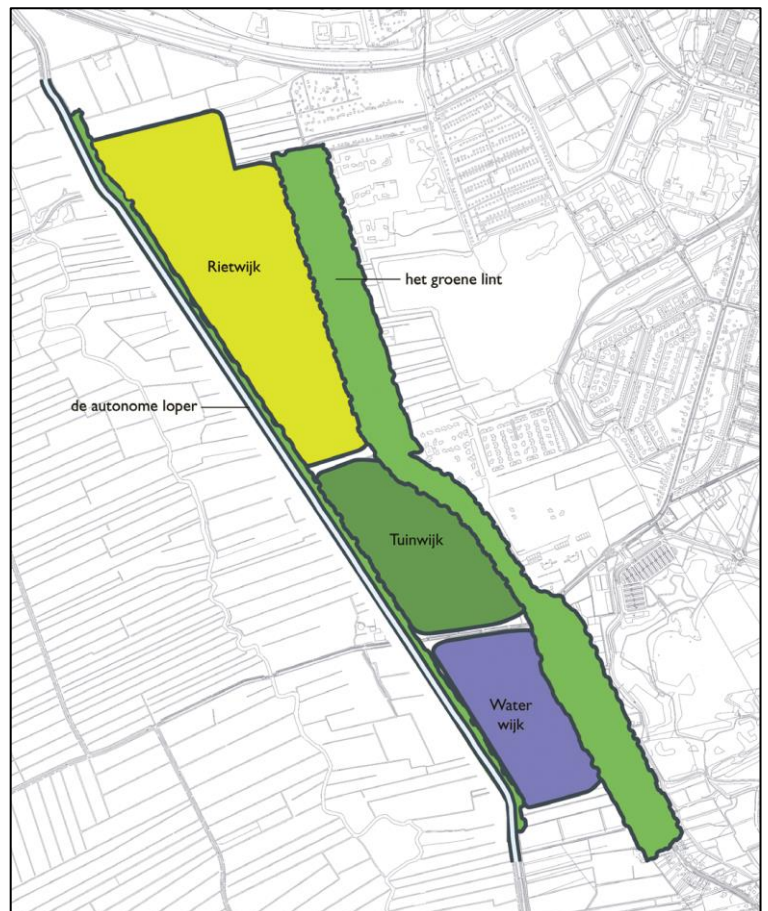 Rietwijk
het groene lint
de autonome loper
Tuinwijk
Water
wijk